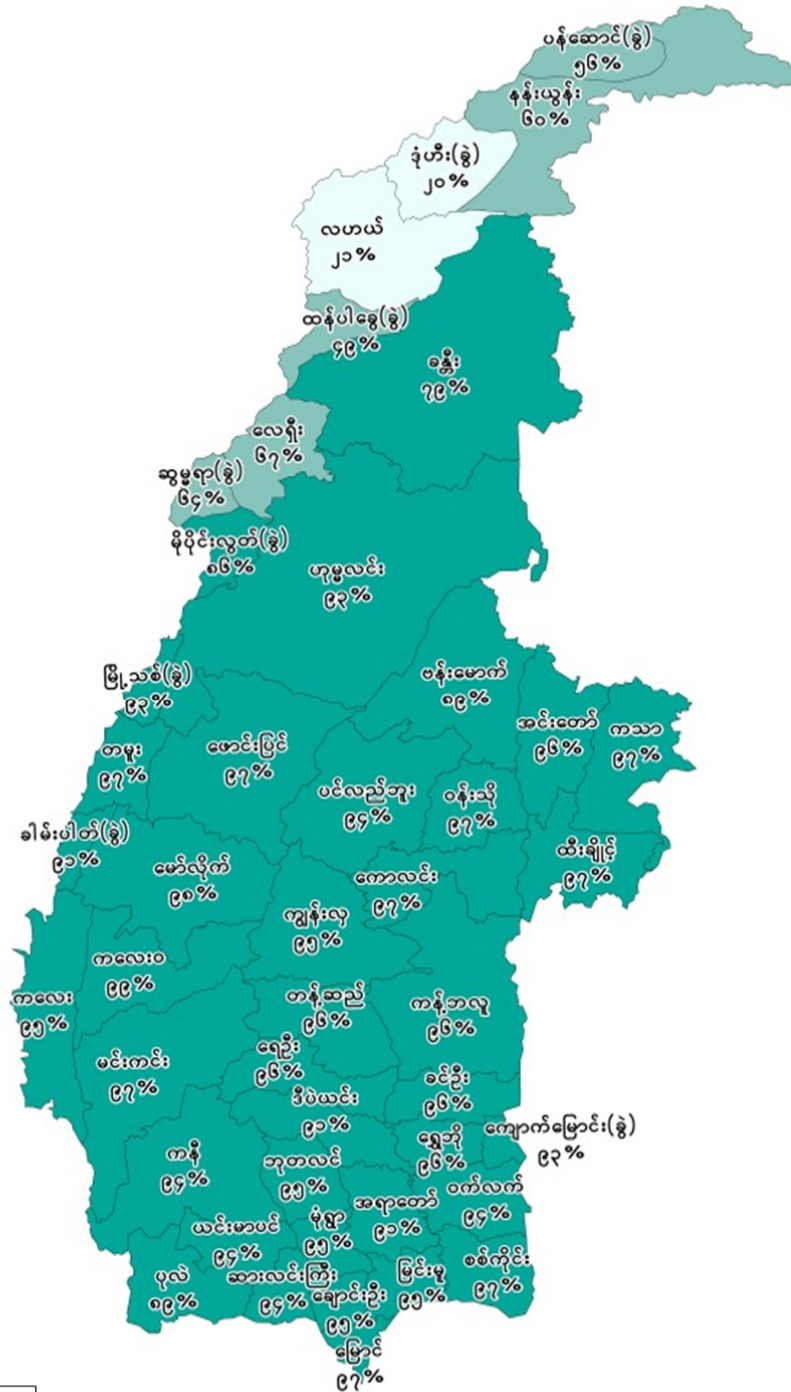 ပန်ဆောင်(ခွဲ)
၅၆%
နန်းယွန်း
၆၀%
ဒုံဟီး(ခွဲ)
၂၀%
လဟယ်
၂၁%
ထန်ပါခွေ(ခွဲ)
၄၉%
ခန္တီး
၇၉%
လေရှီး
၆၇%
ဆွမ္မရာ(ခွဲ)
၆၄%
မိုပိုင်းလွတ်(ခွဲ)
၈၆%
ဟုမ္မလင်း
၉၃%
ဗန်းမောက်
၈၉%
မြို့သစ်(ခွဲ)
၉၃%
အင်းတော်
၉၆%
ကသာ
၉၇%
တမူး
၉၇%
ဖောင်းပြင်
၉၇%
ပင်လည်ဘူး
၉၄%
ဝန်းသို
၉၇%
ခါမ်းပါတ်(ခွဲ)
၉၁%
မော်လိုက်
၉၈%
ကောလင်း
၉၇%
ထီးချိုင့်
၉၇%
ကျွန်းလှ
၉၅%
ကလေးဝ
၉၉%
ကလေး
၉၅%
တန့်ဆည်
၉၆%
ကန့်ဘလူ
၉၆%
မင်းကင်း
၉၇%
ရေဦး
၉၆%
ခင်ဦး
၉၆%
ဒီပဲယင်း
၉၁%
ကျောက်မြောင်း(ခွဲ)
၉၃%
ရွှေဘို
၉၆%
ကနီ
၉၄%
ဘုတလင်
၉၅%
ဝက်လက်
၉၄%
အရာတော်
၉၁%
မုံရွာ
၉၅%
ယင်းမာပင်
၉၄%
စစ်ကိုင်း
၉၇%
မြင်းမူ
၉၅%
ပုလဲ
၈၉%
ဆားလင်းကြီး
၉၄%
ချောင်းဦး
၉၅%
မြောင်
၉၇%